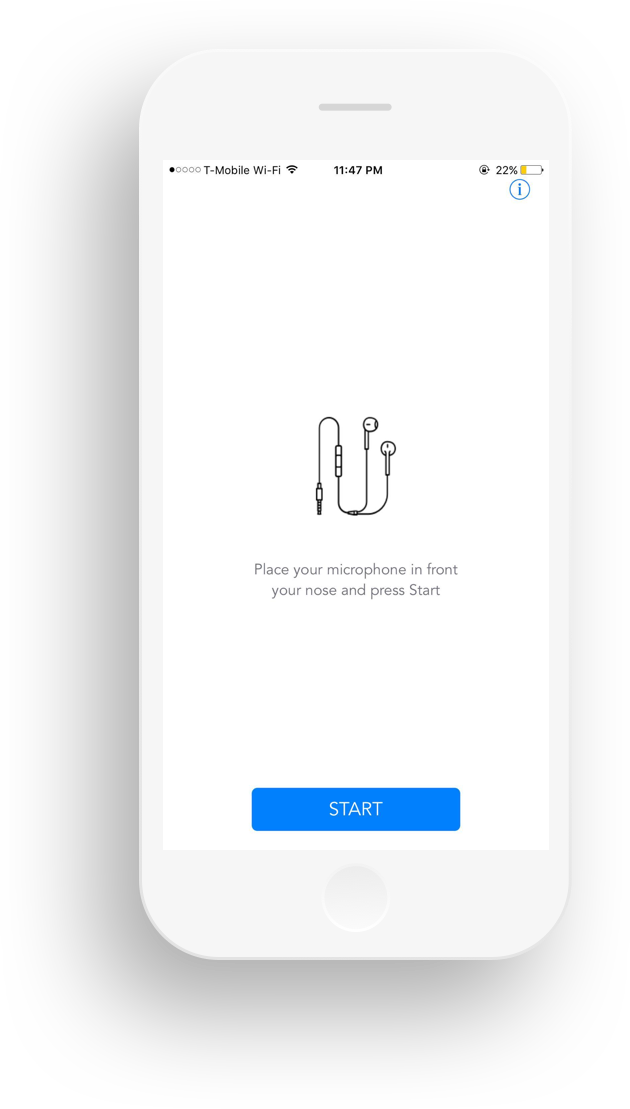 T-Mobile Wi-Fi 11:47 PM 22%
i
Place your microphone in front
your nose and press Start
START